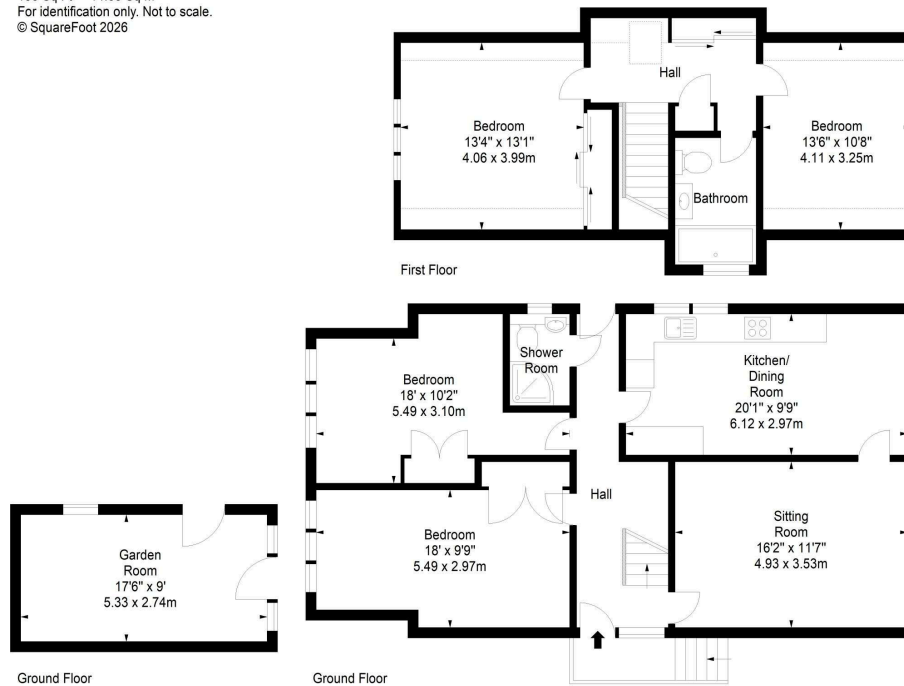 For identification only. Not to scale.
© SquareFoot 2026
Hall
Bedroom
13'4" x 13'1"
4.06 x 3.99m
Bedroom
13'6" x 10'8"
4.11 x 3.25m
Bathroom
First Floor
Shower
Room
Kitchen/
Dining
Room
20'1" x 9'9"
6.12 x 2.97m
Bedroom
18' x 10'2"
5.49 x 3.10m
Hall
Bedroom
18' x 9'9"
5.49 x 2.97m
Sitting
Room
16'2" x 11'7"
4.93 x 3.53m
Garden
Room
17'6" x 9'
5.33 x 2.74m
Ground Floor
Ground Floor